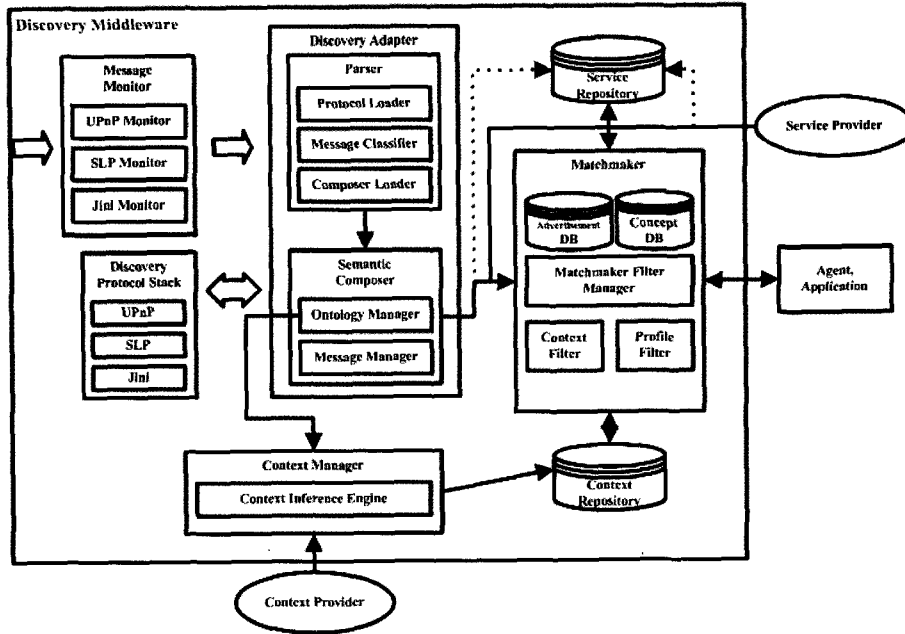 Discovery Middleware
Message
Monitor
UPnP Monitor
SLP Monitor
Jini Monitor
Discovery
Protocol Stack
UPnP
SLP
Jini
Discovery Adapter
Parser
Protocol Loader
Message Classifier
Composer Loader
Semantic
Composer
Ontology Manager
Message Manager
Context Manager
Context Inference Engine
Context Provider
Service
Repository
Matchmaker
Advertisement
DB
Concept
DB
Matchmaker Filter
Manager
Context
Filter
Profile
Filter
Context
Repository
Service Provider
Agent,
Application